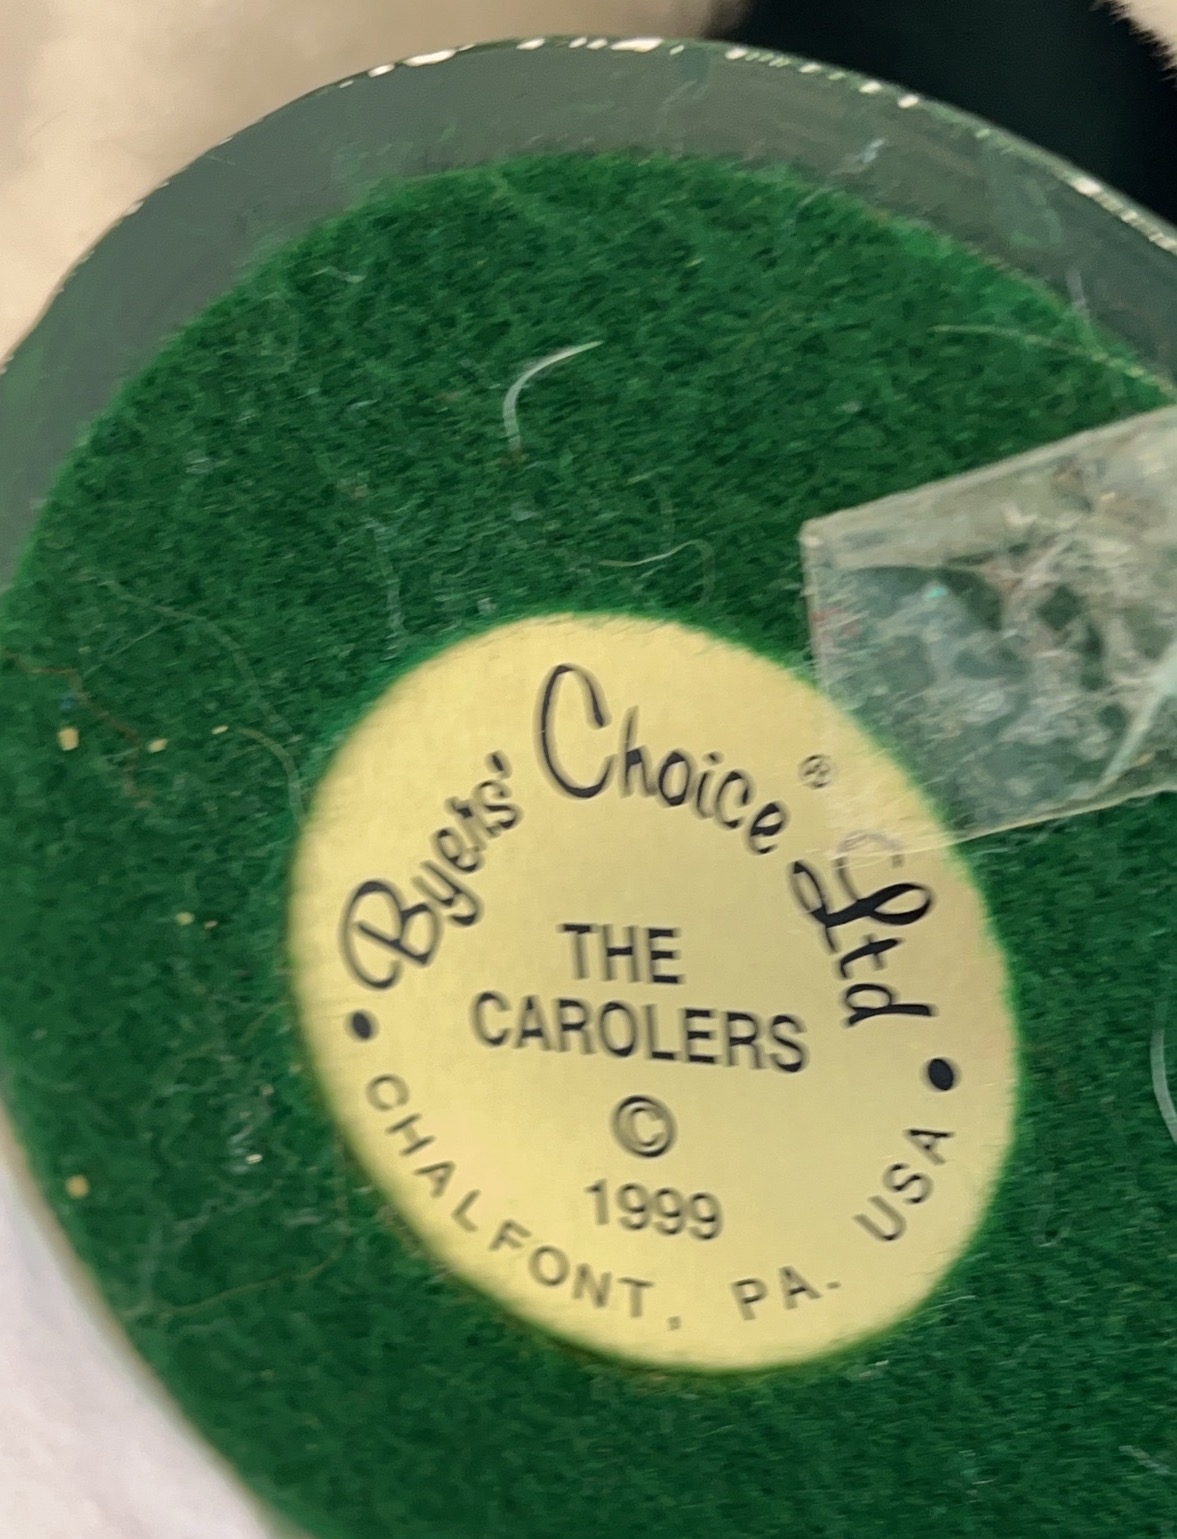 Byers' Choice® Ltd
THE
CAROLERS
©
1999
• CHALFONT, PA. USA •